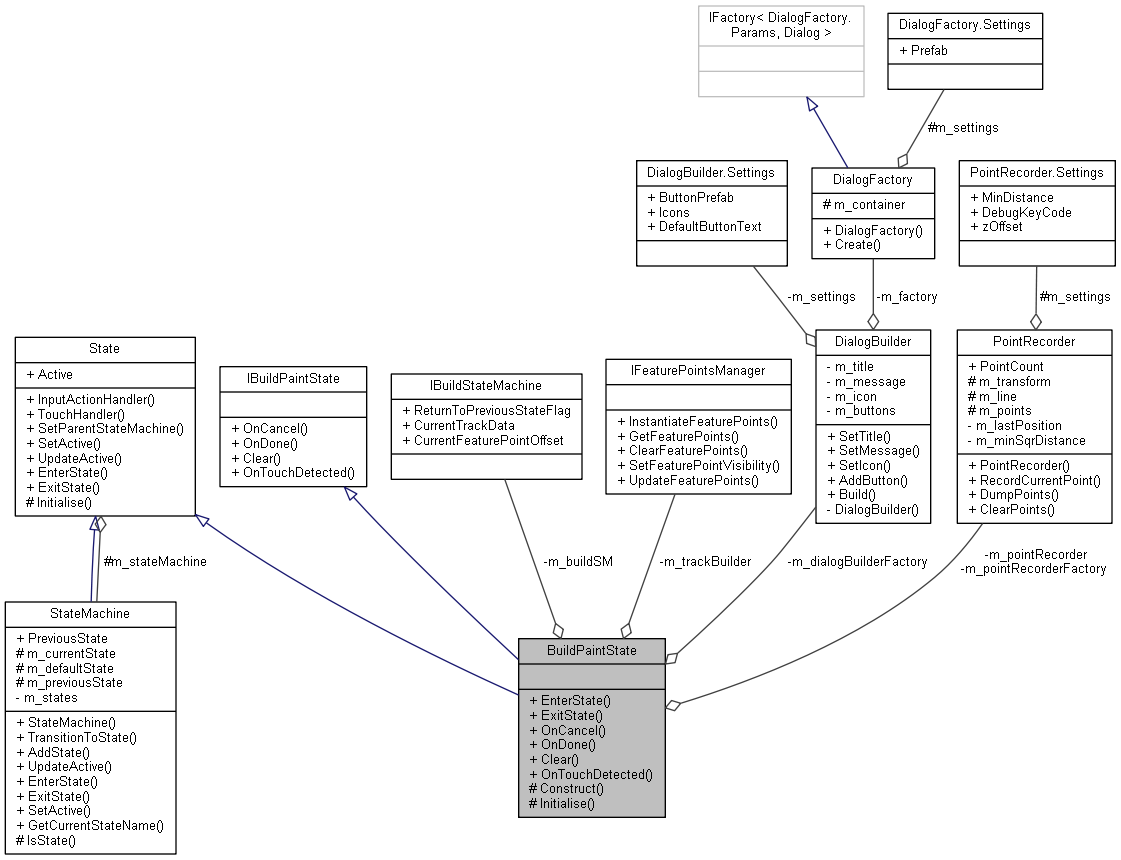 IFactory< DialogFactory.
Params, Dialog >
DialogFactory.Settings
+ Prefab
#m_settings
DialogBuilder.Settings
+ ButtonPrefab
+ Icons
+ DefaultButtonText
DialogFactory
# m_container
+ DialogFactory()
+ Create()
PointRecorder.Settings
+ MinDistance
+ DebugKeyCode
+ zOffset
-m_settings
-m_factory
#m_settings
State
+ Active
+ InputActionHandler()
+ TouchHandler()
+ SetParentStateMachine()
+ SetActive()
+ UpdateActive()
+ EnterState()
+ ExitState()
# Initialise()
IBuildPaintState
+ OnCancel()
+ OnDone()
+ Clear()
+ OnTouchDetected()
IBuildStateMachine
+ ReturnToPreviousStateFlag
+ CurrentTrackData
+ CurrentFeaturePointOffset
IFeaturePointsManager
+ InstantiateFeaturePoints()
+ GetFeaturePoints()
+ ClearFeaturePoints()
+ SetFeaturePointVisibility()
+ UpdateFeaturePoints()
DialogBuilder
- m_title
- m_message
- m_icon
- m_buttons
+ SetTitle()
+ SetMessage()
+ SetIcon()
+ AddButton()
+ Build()
- DialogBuilder()
PointRecorder
+ PointCount
# m_transform
# m_line
# m_points
- m_lastPosition
- m_minSqrDistance
+ PointRecorder()
+ RecordCurrentPoint()
+ DumpPoints()
+ ClearPoints()
#m_stateMachine
-m_buildSM
-m_trackBuilder
-m_dialogBuilderFactory
-m_pointRecorder
-m_pointRecorderFactory
StateMachine
+ PreviousState
# m_currentState
# m_defaultState
# m_previousState
- m_states
+ StateMachine()
+ TransitionToState()
+ AddState()
+ UpdateActive()
+ EnterState()
+ ExitState()
+ SetActive()
+ GetCurrentStateName()
# IsState()
BuildPaintState
+ EnterState()
+ ExitState()
+ OnCancel()
+ OnDone()
+ Clear()
+ OnTouchDetected()
# Construct()
# Initialise()